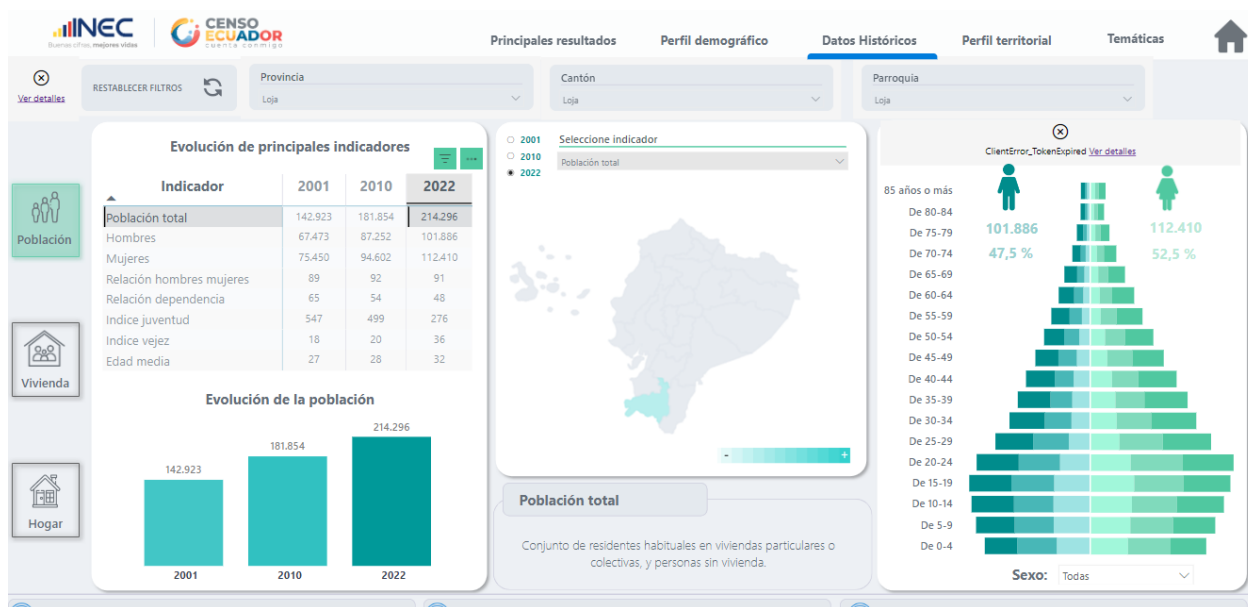 INEC
Buenas cifras, mejores vidas
CENSO
ECUADOR
cuenta conmigo
Principales resultados
Perfil demográfico
Datos Históricos
Perfil territorial
Temáticas
Ver detalles
RESTABLECER FILTROS
Provincia
Loja
Cantón
Loja
Parroquia
Loja
Población
Vivienda
Hogar
Evolución de principales indicadores
Indicador 2001 2010 2022
Población total 142.923 181.854 214.296
Hombres 67.473 87.252 101.886
Mujeres 75.450 94.602 112.410
Relación hombres mujeres 89 92 91
Relación dependencia 65 54 48
Indice juventud 547 499 276
Indice vejez 18 20 36
Edad media 27 28 32
Evolución de la población
142.923
181.854
214.296
2001 2010 2022
2001
2010
2022
Seleccione indicador
Población total
- +
Población total
Conjunto de residentes habituales en viviendas particulares o
colectivas, y personas sin vivienda.
ClientError_TokenExpired Ver detalles
101.886
47,5 %
112.410
52,5 %
85 años o más
De 80-84
De 75-79
De 70-74
De 65-69
De 60-64
De 55-59
De 50-54
De 45-49
De 40-44
De 35-39
De 30-34
De 25-29
De 20-24
De 15-19
De 10-14
De 5-9
De 0-4
Sexo: Todas